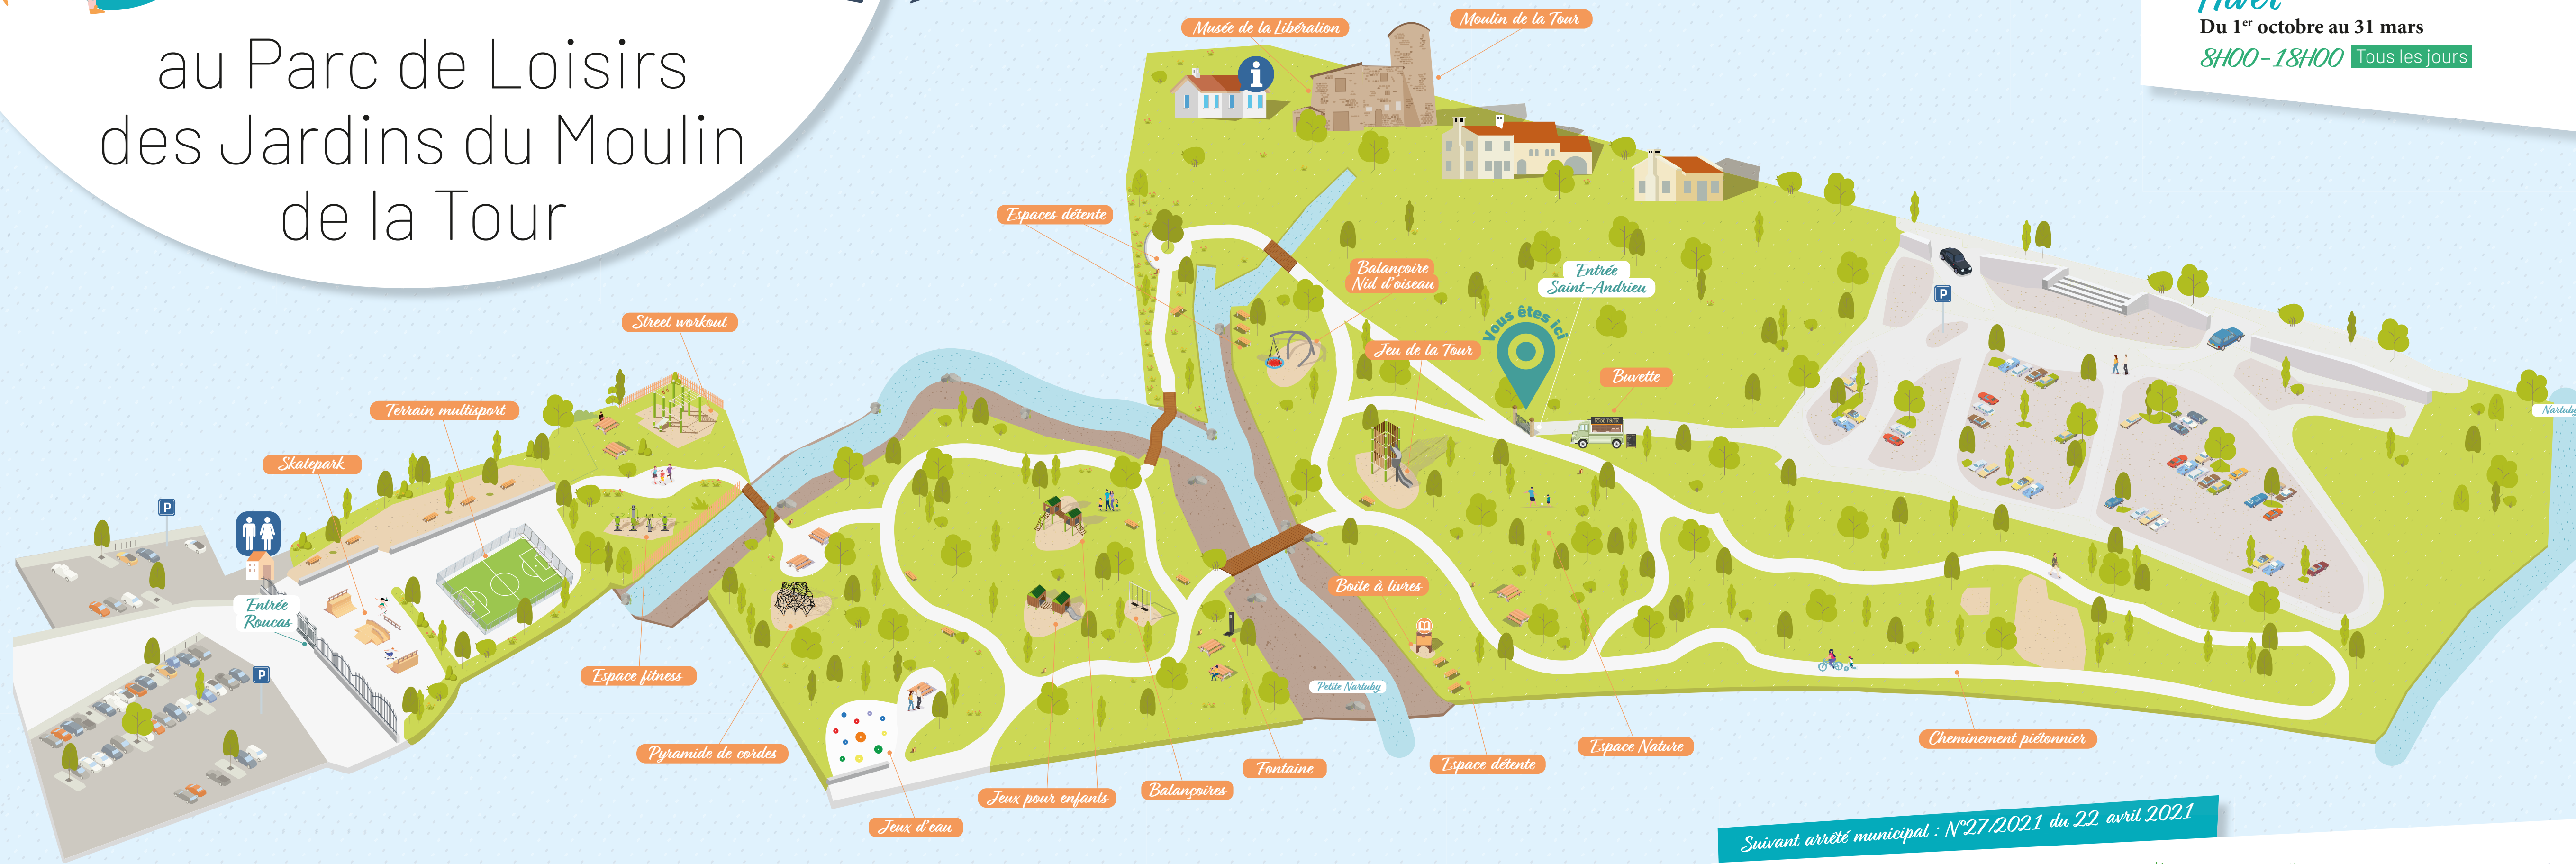 au Parc de Loisirs
des Jardins du Moulin
de la Tour
Du 1er octobre au 31 mars
8H00-18H00 Tous les jours
Musée de la Libération
Moulin de la Tour
Espaces détente
Balançoire
Nid d'oiseau
Entrée
Saint-Andrieu
Vous êtes ici
Jeu de la Tour
Buvette
Street workout
Terrain multisport
Skatepark
P
P
P
Entrée
Roucas
Espace fitness
Pyramide de cordes
Jeux d'eau
Jeux pour enfants
Balançoires
Fontaine
Boîte à livres
Petite Nartuby
Espace détente
Espace Nature
Cheminement piétonnier
Suivant arrêté municipal : N°27/2021 du 22 avril 2021